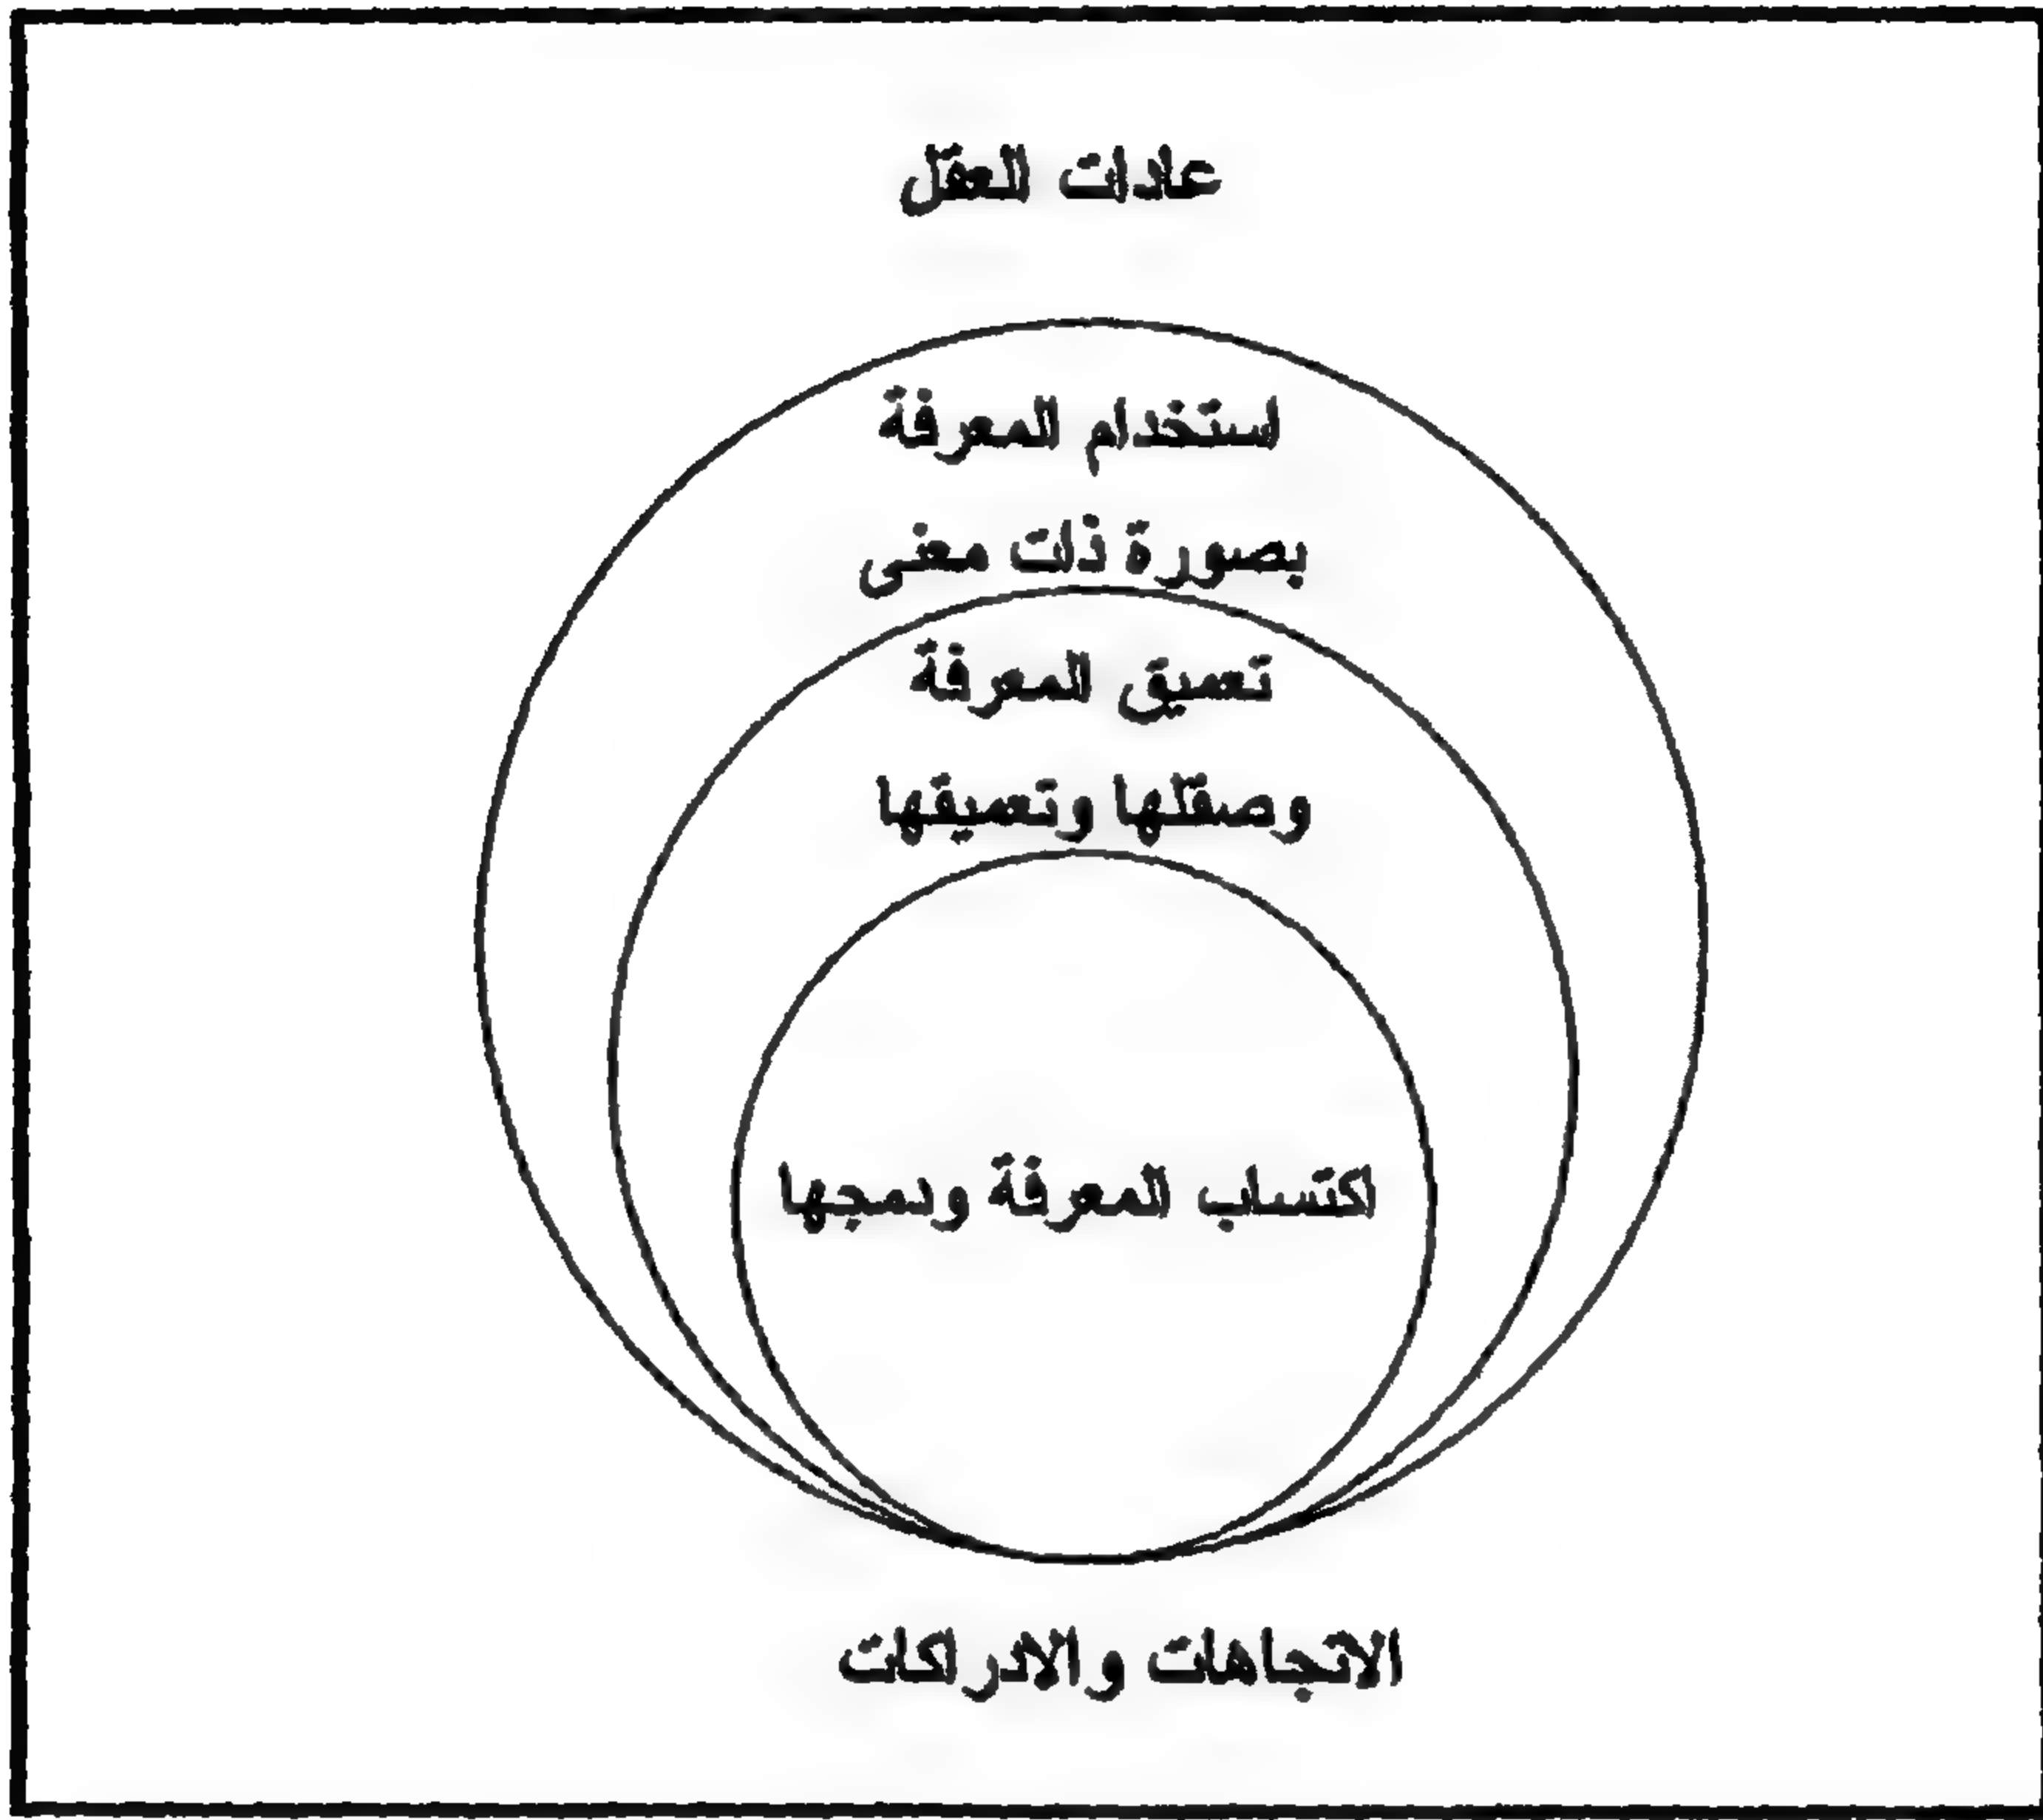 عادات العقل
استخدام المعرفة
بصورة ذات معنى
تعميق المعرفة
وصقلها وتعميقها
اكتساب المعرفة ودمجها
الاتجاهات والادراكات